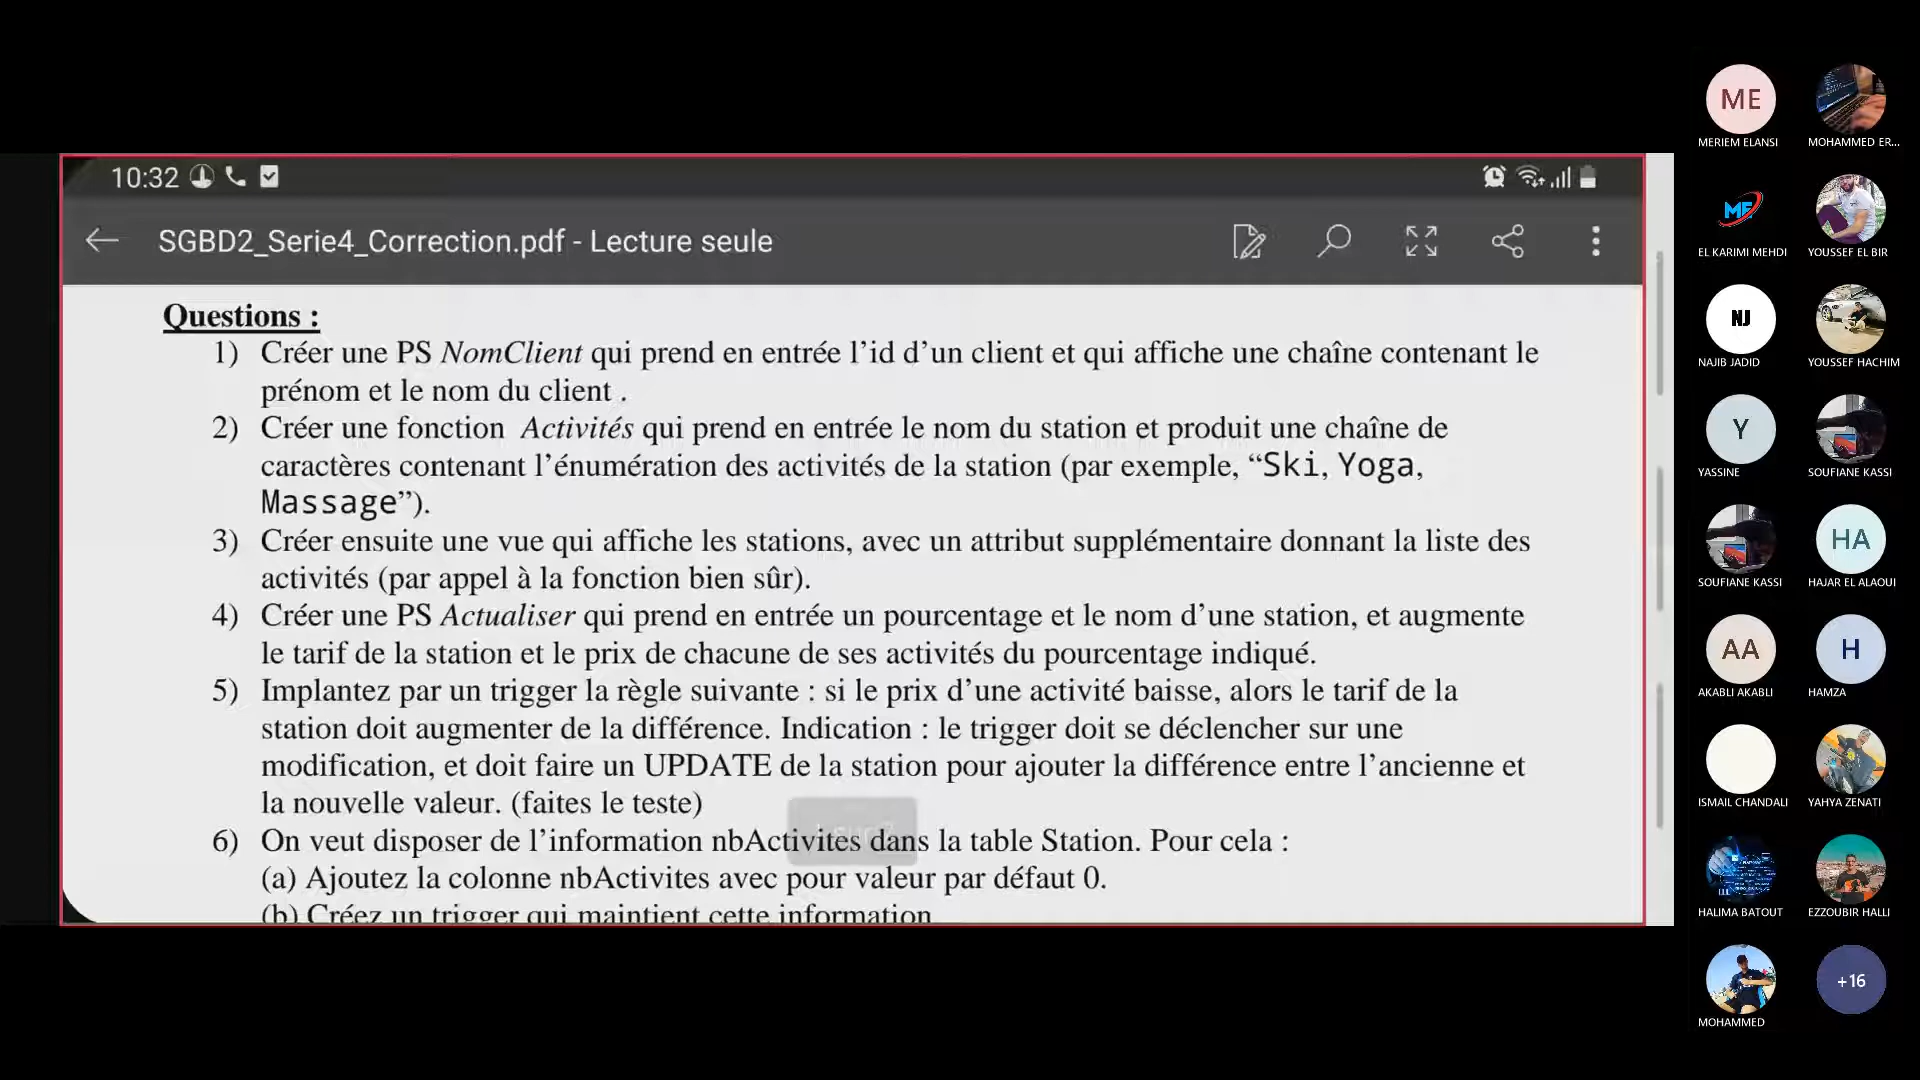 10:32
SGBD2_Serie4_Correction.pdf - Lecture seule
Questions :
1) Créer une PS NomClient qui prend en entrée l’id d’un client et qui affiche une chaîne contenant le
prénom et le nom du client .
2) Créer une fonction Activités qui prend en entrée le nom du station et produit une chaîne de
caractères contenant l’énumération des activités de la station (par exemple, “Ski, Yoga,
Massage”).
3) Créer ensuite une vue qui affiche les stations, avec un attribut supplémentaire donnant la liste des
activités (par appel à la fonction bien sûr).
4) Créer une PS Actualiser qui prend en entrée un pourcentage et le nom d’une station, et augmente
le tarif de la station et le prix de chacune de ses activités du pourcentage indiqué.
5) Implantez par un trigger la règle suivante : si le prix d’une activité baisse, alors le tarif de la
station doit augmenter de la différence. Indication : le trigger doit se déclencher sur une
modification, et doit faire un UPDATE de la station pour ajouter la différence entre l’ancienne et
la nouvelle valeur. (faites le teste)
6) On veut disposer de l’information nbActivites dans la table Station. Pour cela :
(a) Ajoutez la colonne nbActivites avec pour valeur par défaut 0.
(b) Créez un trigger qui maintient cette information
ME
MERIEM ELANSI
MOHAMMED ER...
ME
EL KARIMI MEHDI
YOUSSEF EL BIR
NJ
NAJIB JADID
YOUSSEF HACHIM
Y
YASSINE
SOUFIANE KASSI
SOUFIANE KASSI
HA
HAJAR EL ALAOUI
AA
AKABLI AKABLI
H
HAMZA
ISMAIL CHANDALI
YAHYA ZENATI
HALIMA BATOUT
EZZOUBIR HALLI
MOHAMMED
+16